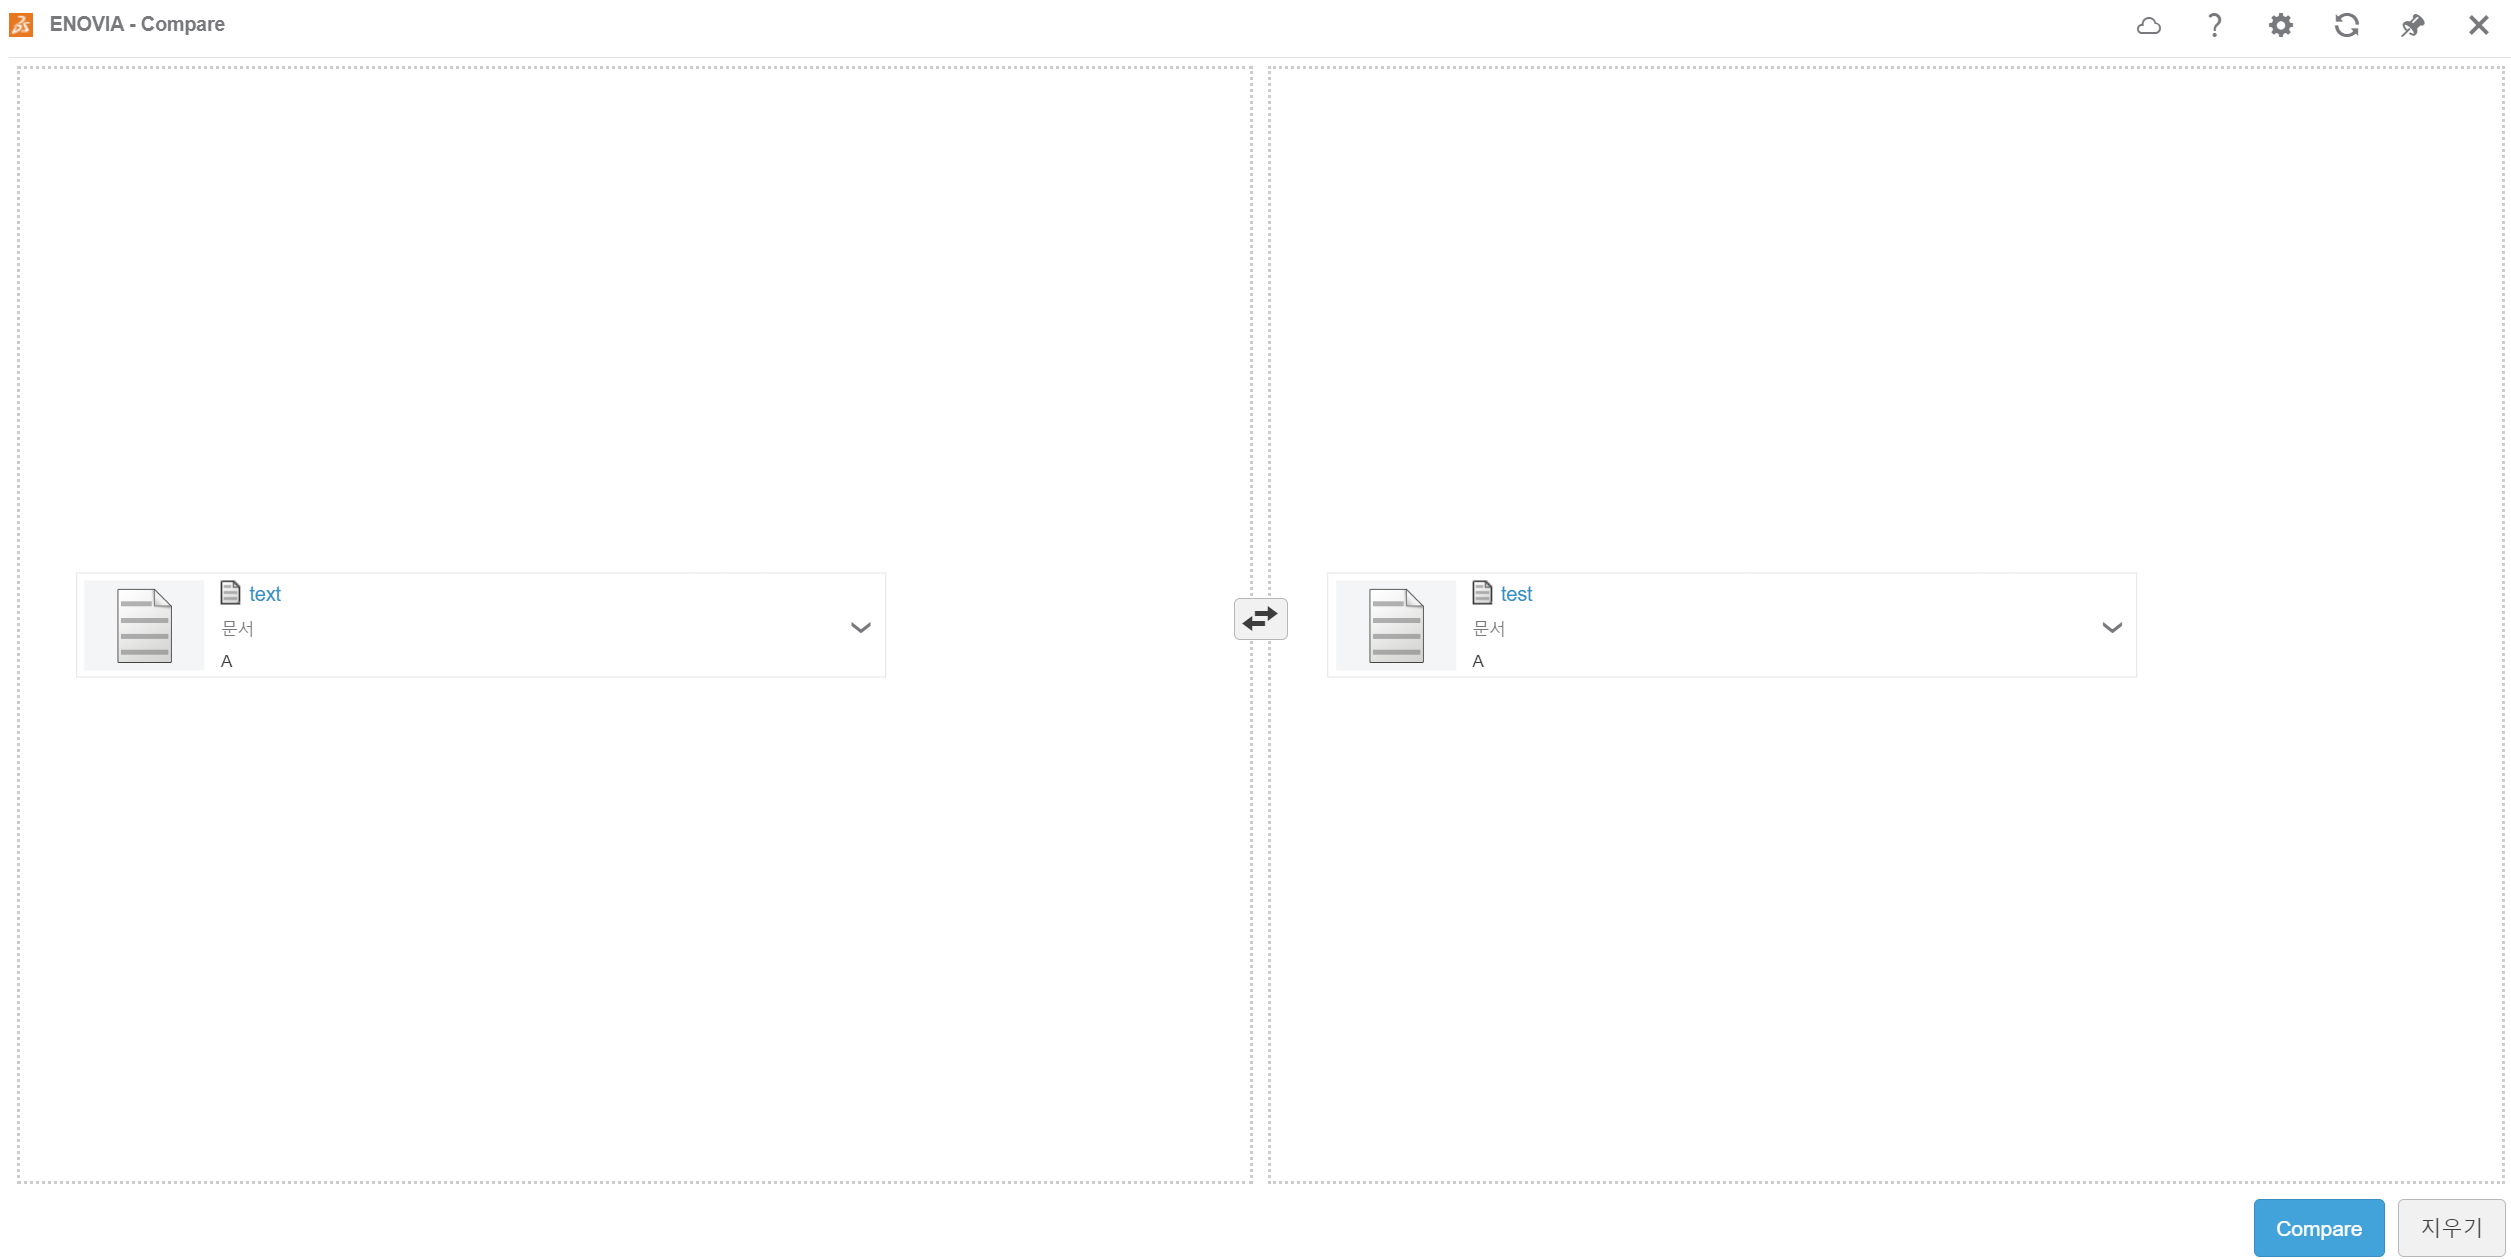 ENOVIA - Compare
text
문서
A
test
문서
A
Compare
지우기